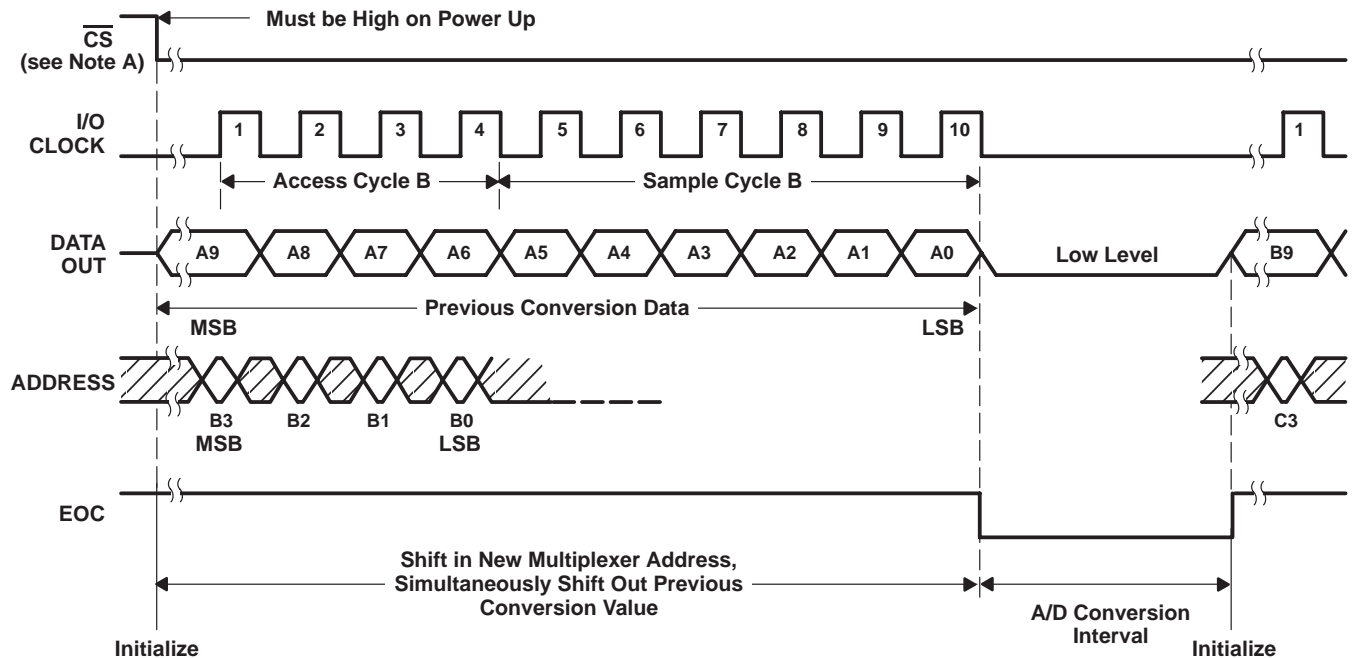 Must be High on Power Up
CS
(see Note A)
I/O
CLOCK
1 2 3 4 5 6 7 8 9 10 1
Access Cycle B
Sample Cycle B
DATA
OUT
A9 A8 A7 A6 A5 A4 A3 A2 A1 A0
Low Level
B9
Previous Conversion Data
MSB
LSB
ADDRESS
B3 B2 B1 B0
MSB
LSB
C3
EOC
Shift in New Multiplexer Address,
Simultaneously Shift Out Previous
Conversion Value
A/D Conversion
Interval
Initialize
Initialize